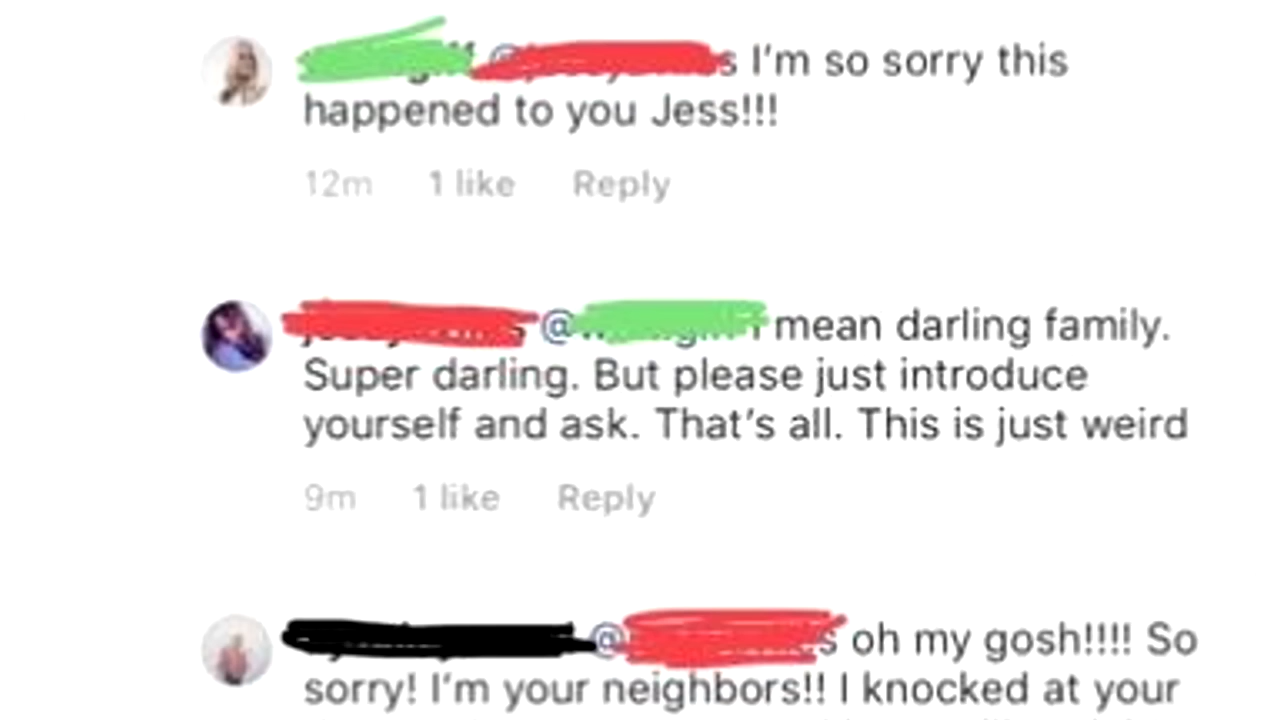 @ s I'm so sorry this
happened to you Jess!!!
12m 1 like Reply
@ I mean darling family.
Super darling. But please just introduce
yourself and ask. That's all. This is just weird
9m 1 like Reply
@ s oh my gosh!!!! So
sorry! I'm your neighbors!! I knocked at your